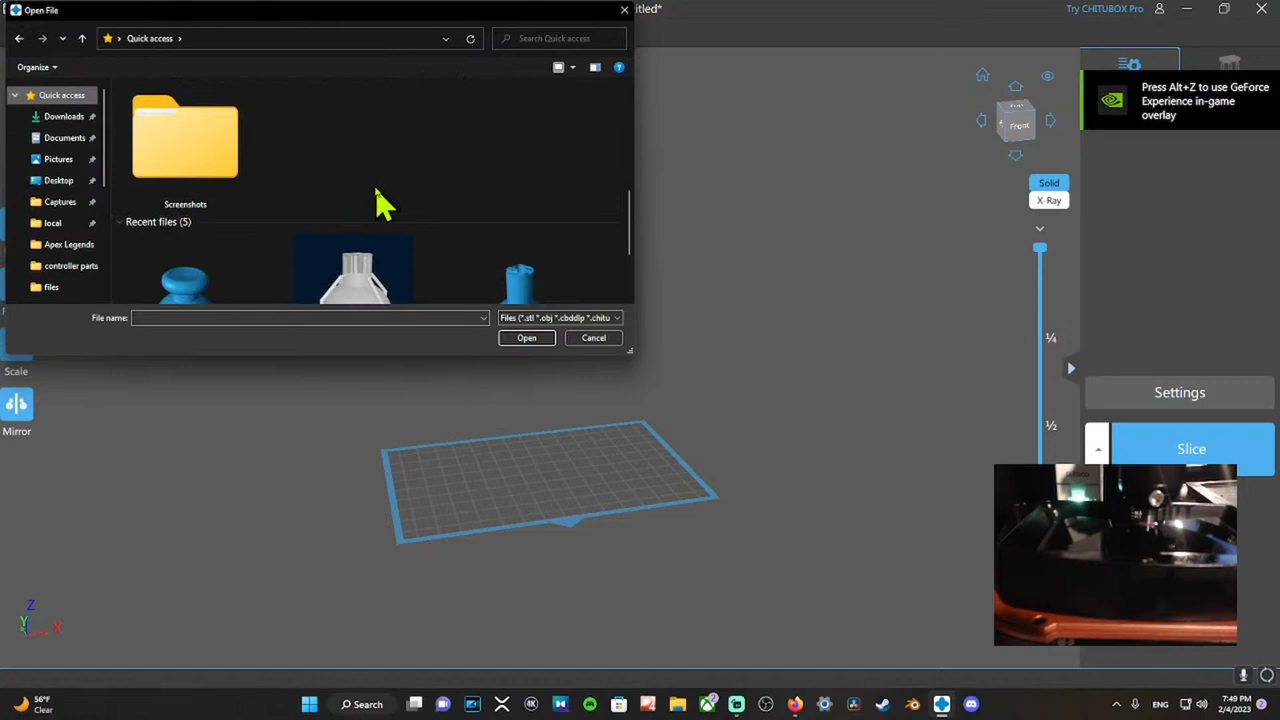 Open File
ntitled*
Try CHITUBOX Pro
Quick access
Search Quick access
Organize
Quick access
Downloads
Documents
Pictures
Desktop
Captures
local
Apex Legends
controller parts
files
Screenshots
Recent files (5)
File name:
Files (*.stl *.obj *.cbddlp *.chitu
Open
Cancel
Press Alt+Z to use GeForce
Experience in-game
overlay
Front
Solid
X-Ray
¼
½
Scale
Mirror
Settings
Slice
Z
Y
X
56°F
Clear
Search
4K
ENG
7:49 PM
2/4/2023